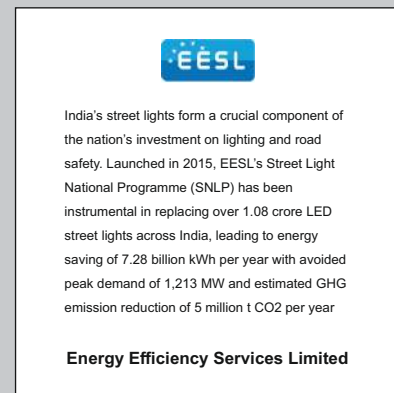 EESL
India's street lights form a crucial component of
the nation's investment on lighting and road
safety. Launched in 2015, EESL's Street Light
National Programme (SNLP) has been
instrumental in replacing over 1.08 crore LED
street lights across India, leading to energy
saving of 7.28 billion kWh per year with avoided
peak demand of 1,213 MW and estimated GHG
emission reduction of 5 million t CO2 per year
Energy Efficiency Services Limited